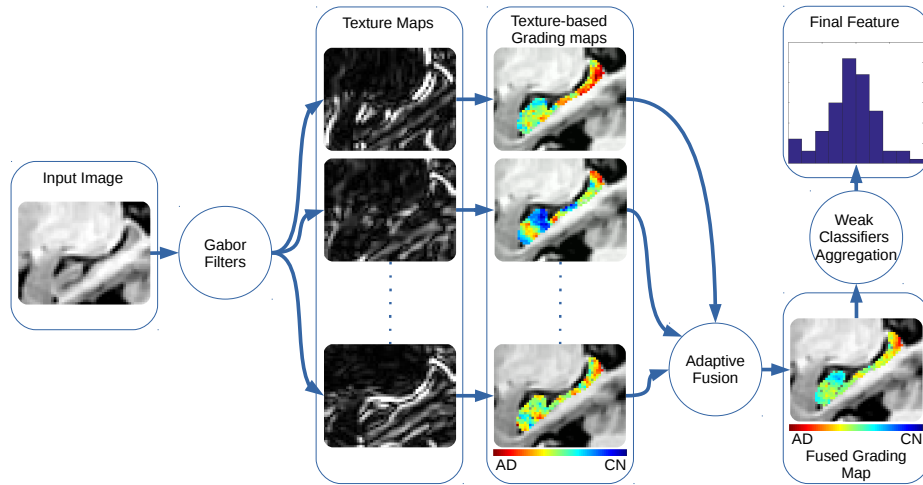 Texture Maps
Texture-based
Grading maps
Final Feature
Input Image
Gabor
Filters
Weak
Classifiers
Aggregation
Adaptive
Fusion
AD
CN
AD
CN
Fused Grading
Map